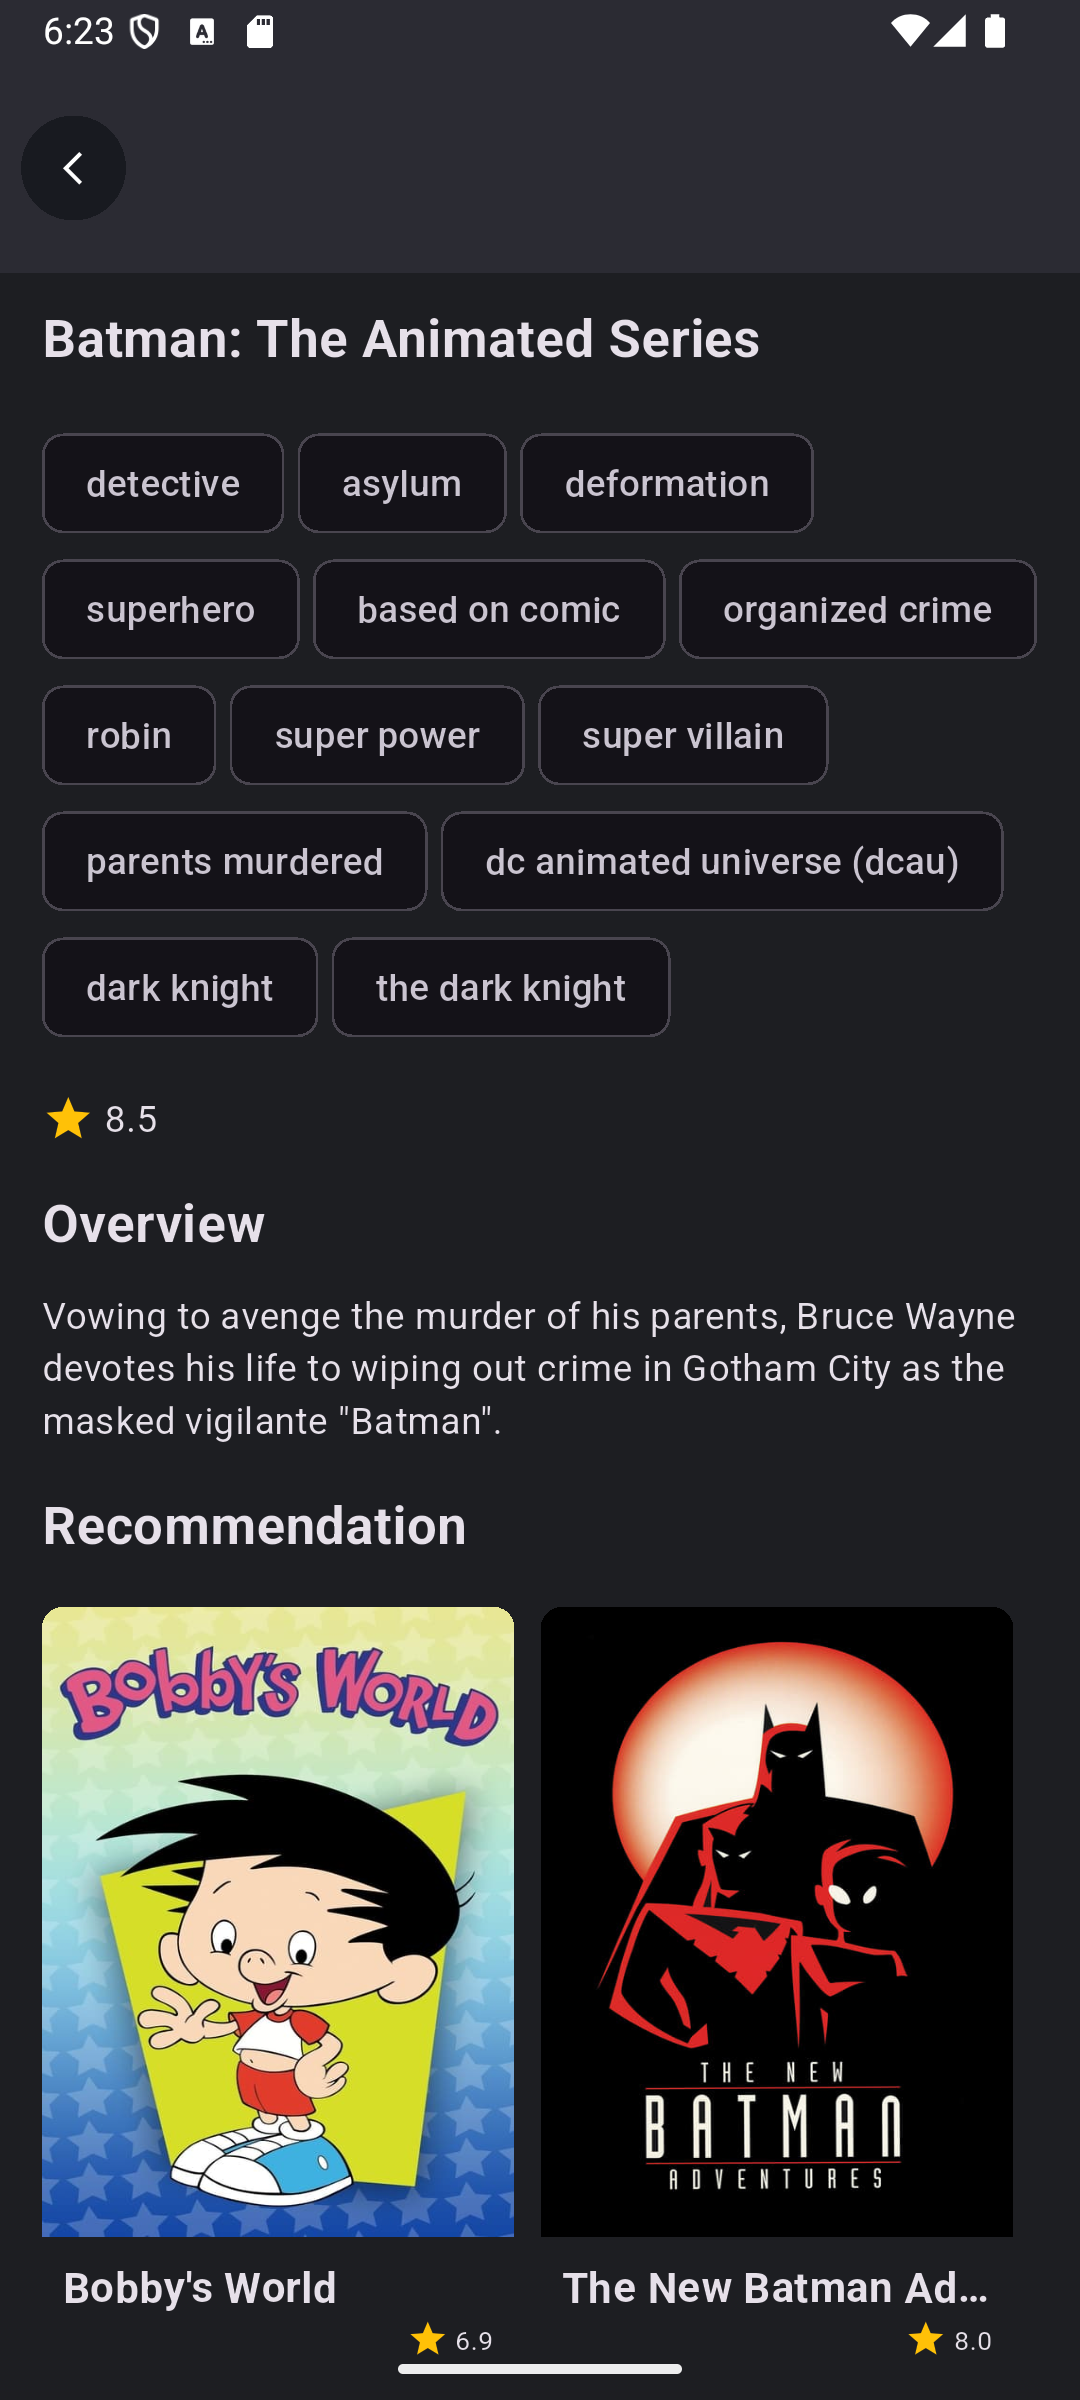 6:23
Batman: The Animated Series
detective asylum deformation
superhero based on comic organized crime
robin super power super villain
parents murdered dc animated universe (dcau)
dark knight the dark knight
8.5
Overview
Vowing to avenge the murder of his parents, Bruce Wayne
devotes his life to wiping out crime in Gotham City as the
masked vigilante "Batman".
Recommendation
BOBBY'S WORLD
THE NEW
BATMAN
ADVENTURES
Bobby's World
6.9
The New Batman Ad...
8.0